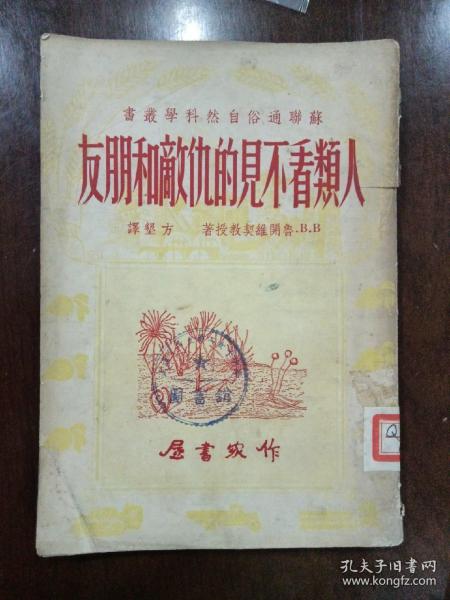 蘇聯通俗自然科學叢書
人類看不見的仇敵和朋友
B.B.魯開維契教授著 方墾譯
作家書屋
Q
孔夫子旧书网
www.kongfz.com